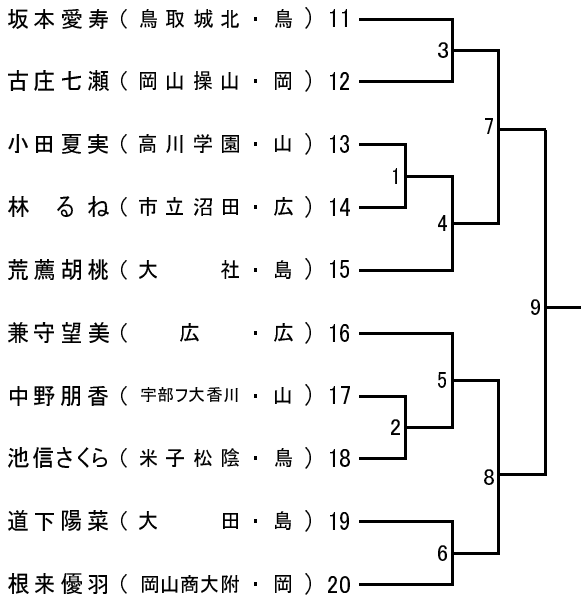 坂本愛寿（鳥取城北・鳥）11
3
古庄七瀬（岡山操山・岡）12
7
小田夏実（高川学園・山）13
1
林　るね（市立沼田・広）14
4
荒薦胡桃（大　社・島）15
9
兼守望美（広・広）16
5
中野朋香（宇部フ大香川・山）17
2
池信さくら（米子松陰・鳥）18
8
道下陽菜（大　田・島）19
6
根来優羽（岡山商大附・岡）20